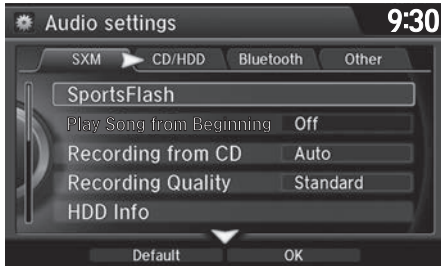 Audio settings 9:30
SXM CD/HDD Bluetooth Other
SportsFlash
Play Song from Beginning Off
Recording from CD Auto
Recording Quality Standard
HDD Info
Default OK